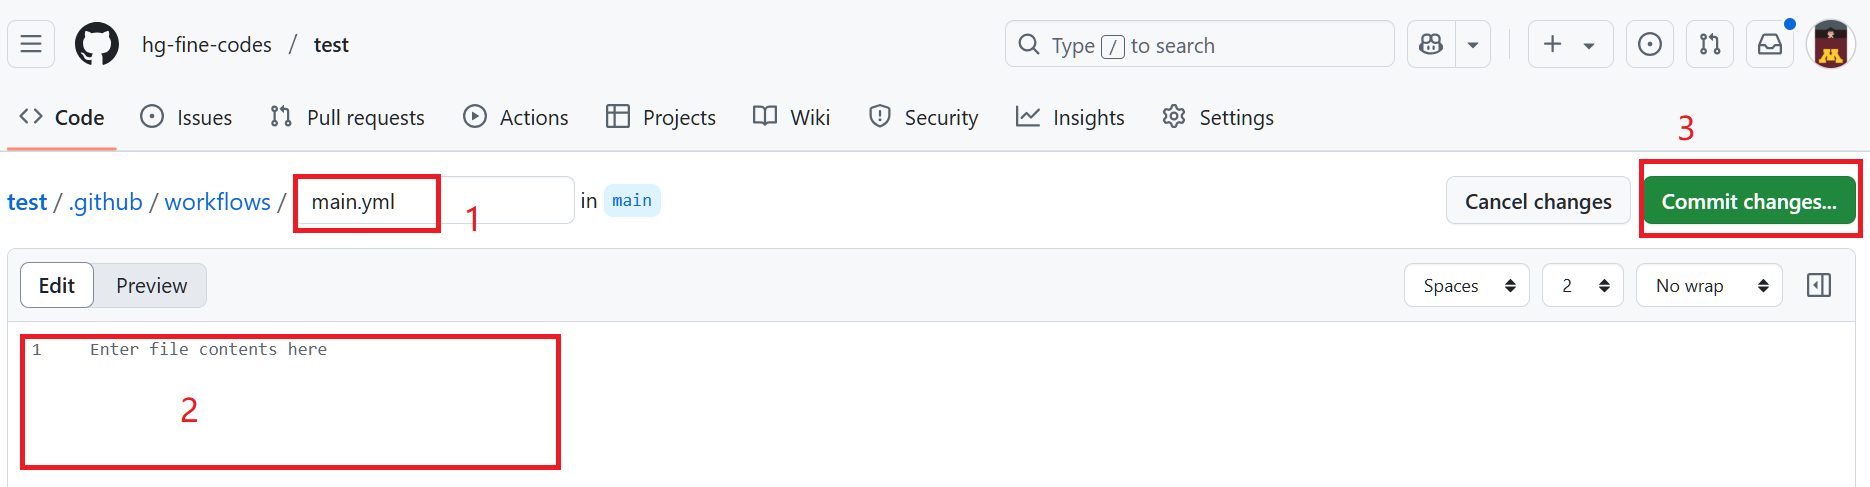 hg-fine-codes / test
Type / to search
Code Issues Pull requests Actions Projects Wiki Security Insights Settings
3
test / .github / workflows / main.yml in main
1
Cancel changes Commit changes...
Edit Preview
Spaces 2 No wrap
1 Enter file contents here
2